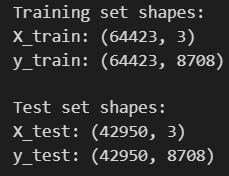 Training set shapes:
X_train: (64423, 3)
y_train: (64423, 8708)

Test set shapes:
X_test: (42950, 3)
y_test: (42950, 8708)